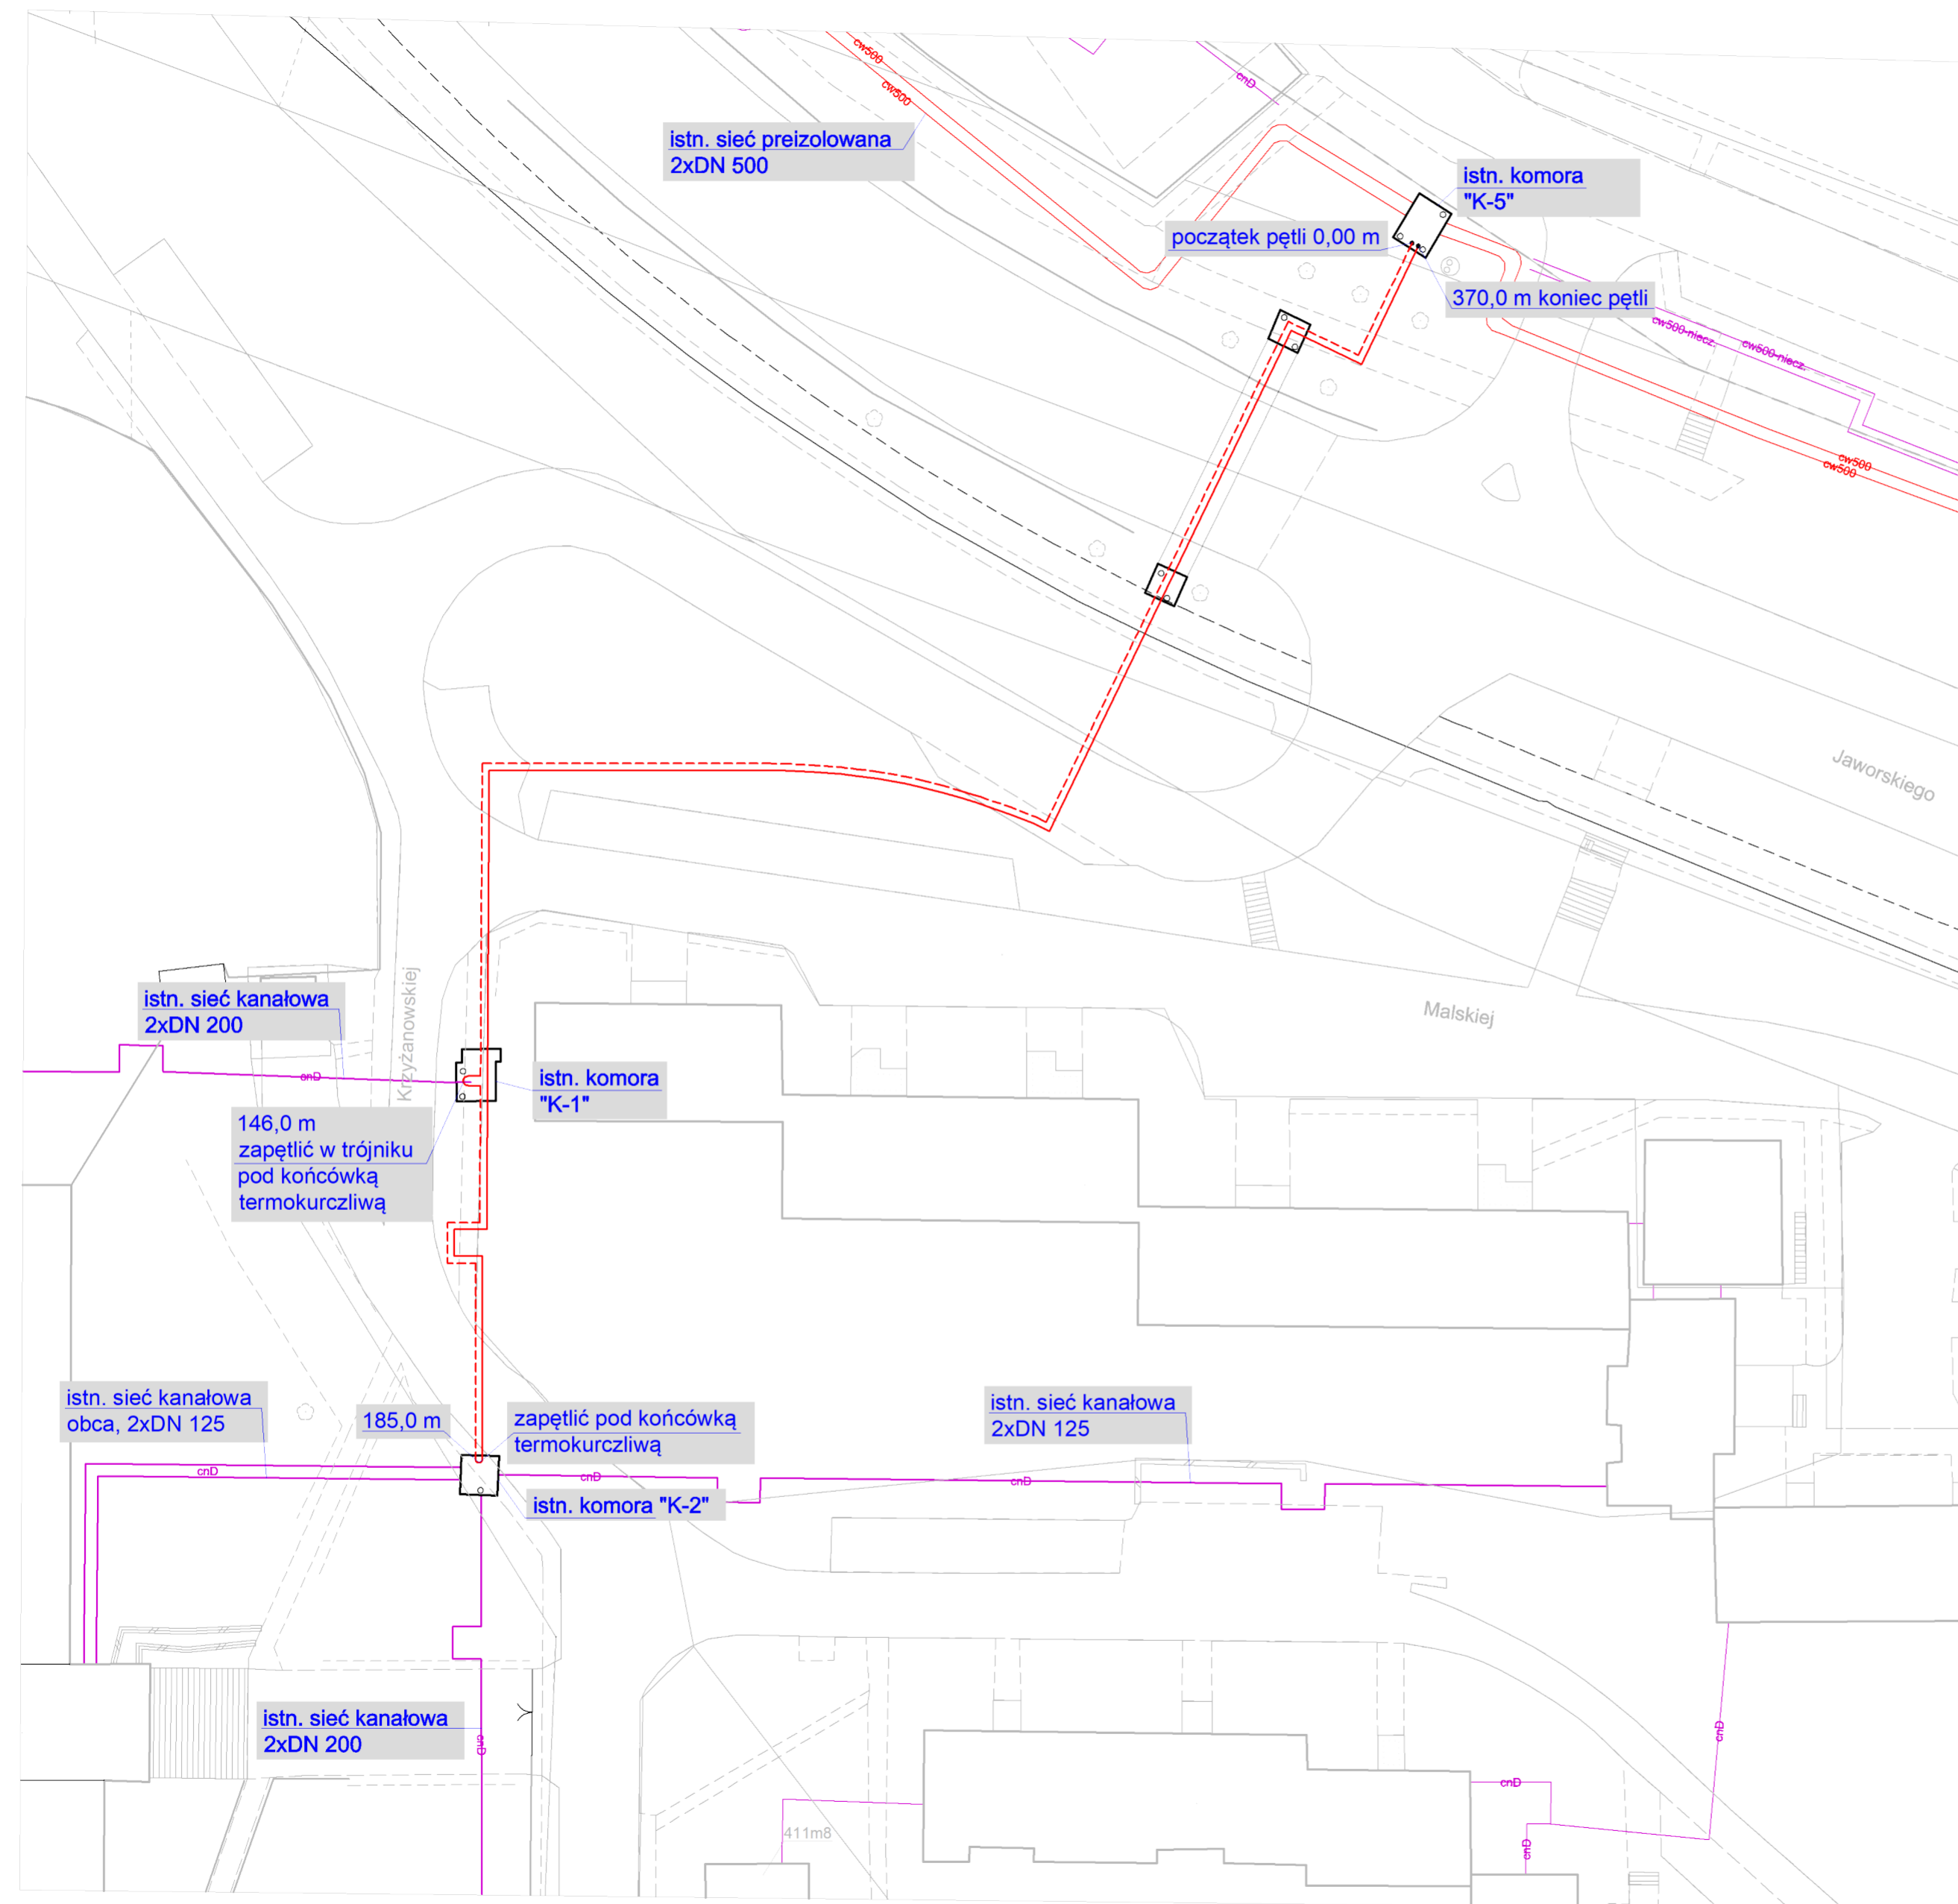 cw500
cw500
cnD
istn. sieć preizolowana
2xDN 500
istn. komora
"K-5"
początek pętli 0,00 m
370,0 m koniec pętli
cw500-niecz.
cw500-niecz.
cw500
cw500
Jaworskiego
Krzyżanowskiej
Malskiej
istn. sieć kanałowa
2xDN 200
cnD
istn. komora
"K-1"
146,0 m
zapętlić w trójniku
pod końcówką
termokurczliwą
istn. sieć kanałowa
obca, 2xDN 125
185,0 m
zapętlić pod końcówką
termokurczliwą
istn. sieć kanałowa
2xDN 125
cnD
cnD
cnD
istn. komora "K-2"
istn. sieć kanałowa
2xDN 200
cnD
cnD
cnD
cnD
411m8